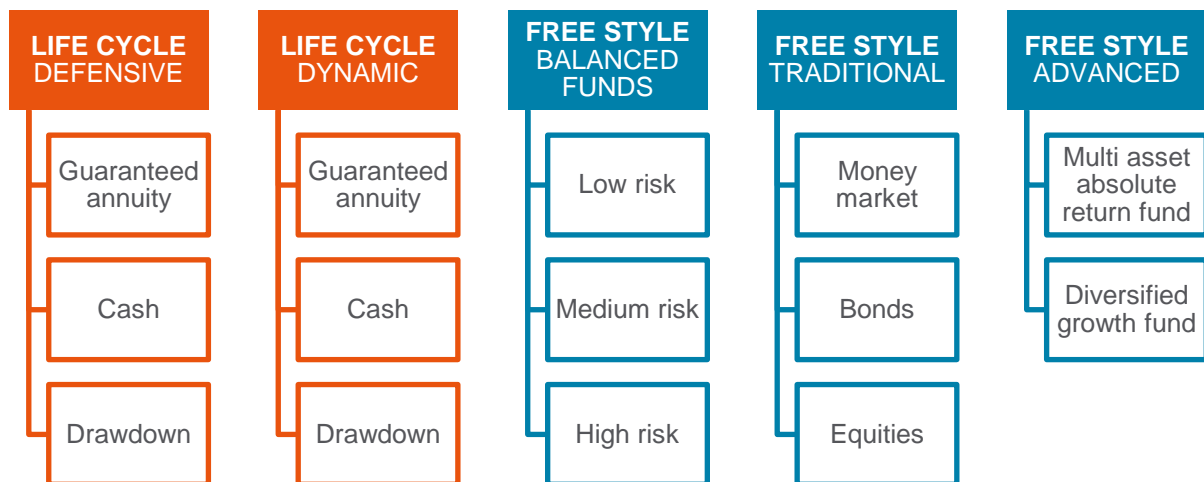 LIFE CYCLE
DEFENSIVE
Guaranteed
annuity
Cash
Drawdown
LIFE CYCLE
DYNAMIC
Guaranteed
annuity
Cash
Drawdown
FREE STYLE
BALANCED
FUNDS
Low risk
Medium risk
High risk
FREE STYLE
TRADITIONAL
Money
market
Bonds
Equities
FREE STYLE
ADVANCED
Multi asset
absolute
return fund
Diversified
growth fund